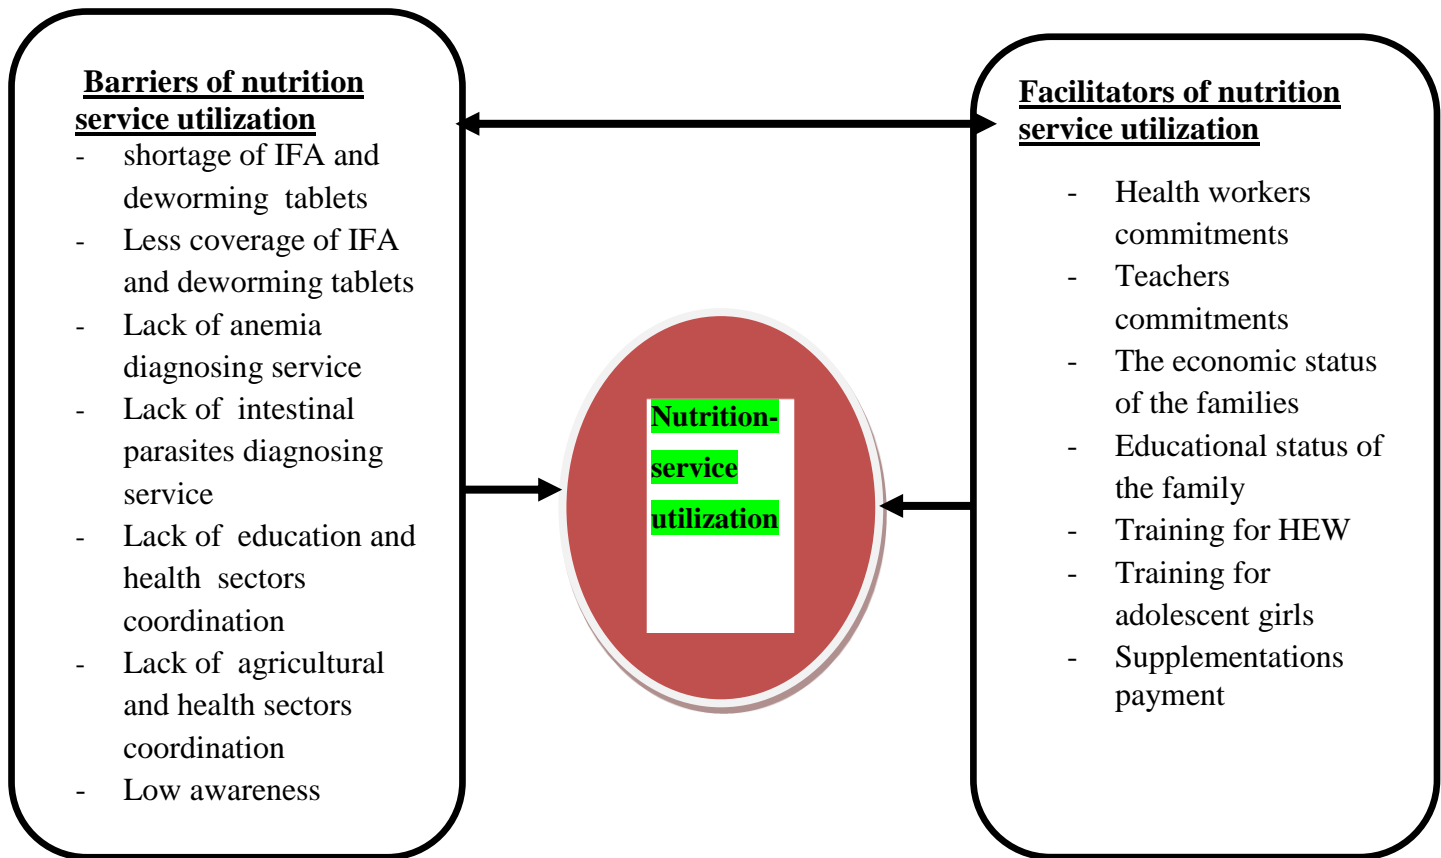 Barriers of nutrition
service utilization
- shortage of IFA and
deworming tablets
- Less coverage of IFA
and deworming tablets
- Lack of anemia
diagnosing service
- Lack of intestinal
parasites diagnosing
service
- Lack of education and
health sectors
coordination
- Lack of agricultural
and health sectors
coordination
- Low awareness
Nutrition-
service
utilization
Facilitators of nutrition
service utilization
- Health workers
commitments
- Teachers
commitments
- The economic status
of the families
- Educational status of
the family
- Training for HEW
- Training for
adolescent girls
- Supplementations
payment